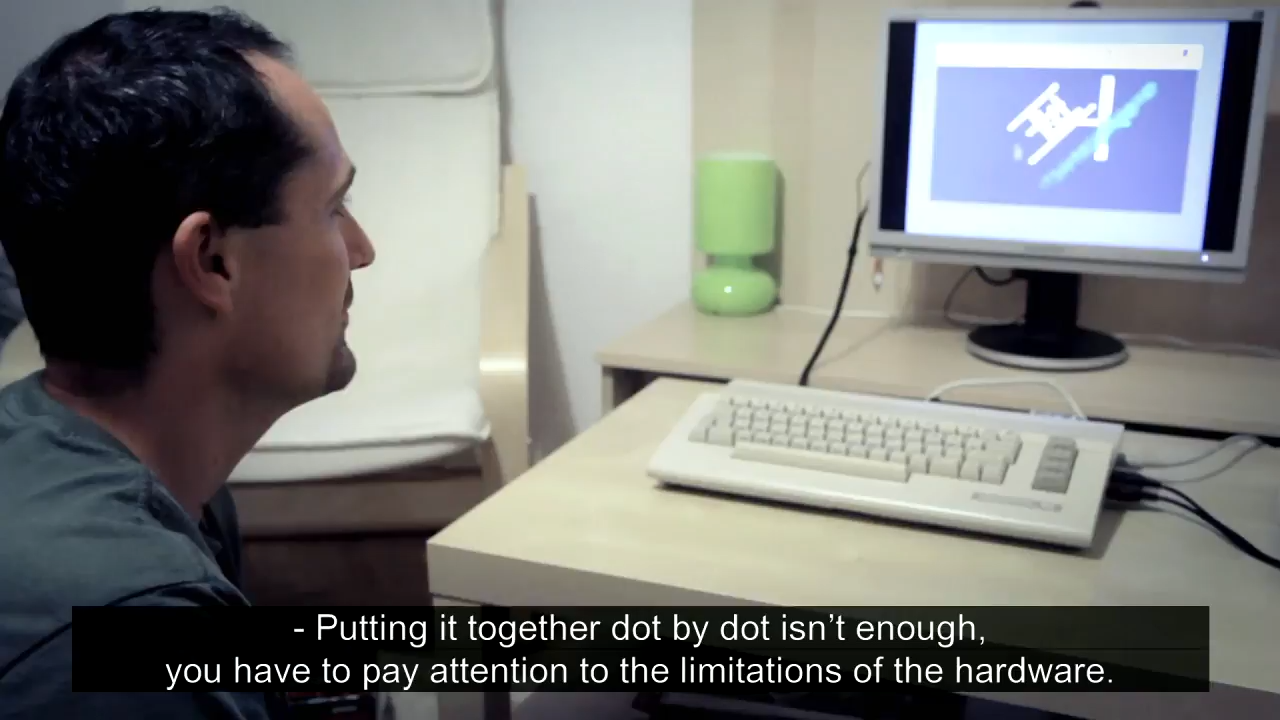 - Putting it together dot by dot isn’t enough,
you have to pay attention to the limitations of the hardware.